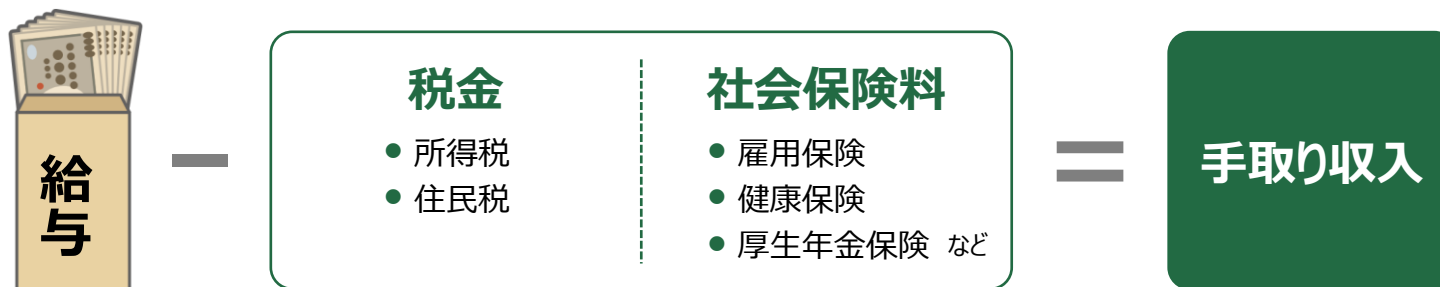 給与
税金
● 所得税
● 住民税
社会保険料
● 雇用保険
● 健康保険
● 厚生年金保険 など
手取り収入